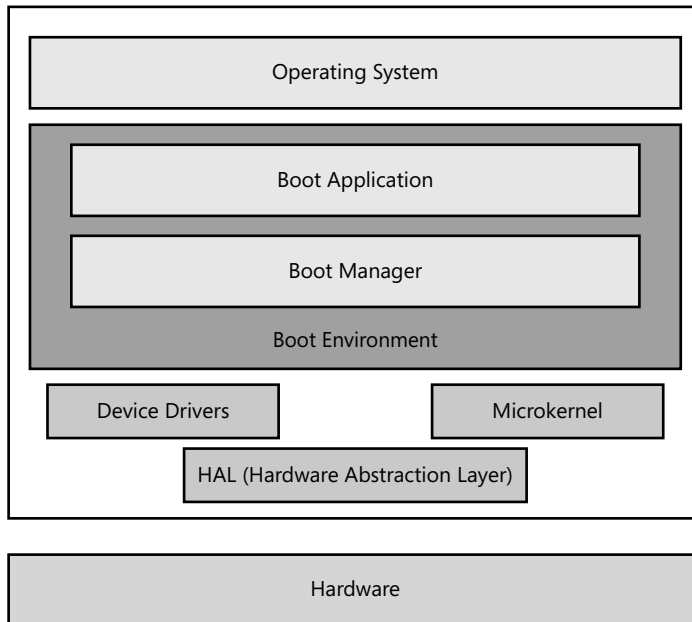 Operating System
Boot Application
Boot Manager
Boot Environment
Device Drivers
Microkernel
HAL (Hardware Abstraction Layer)
Hardware